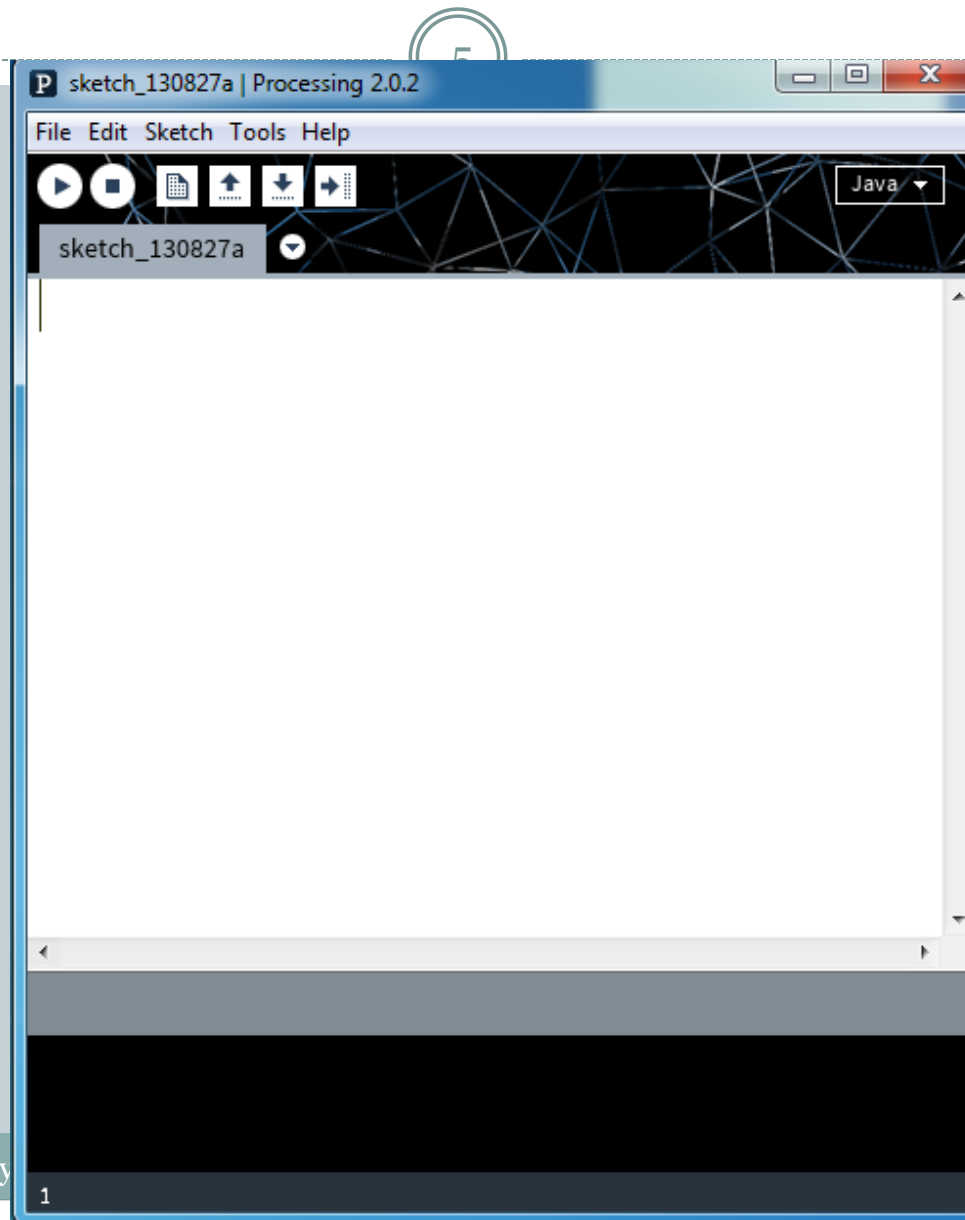 5
P sketch_130827a | Processing 2.0.2
File Edit Sketch Tools Help
Java
sketch_130827a
y
1